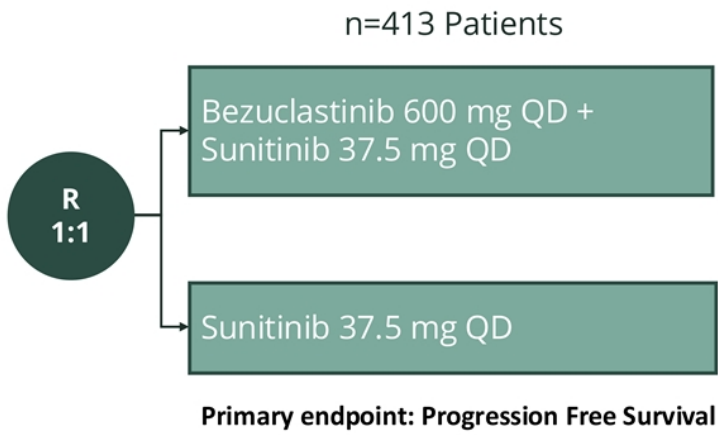 n=413 Patients
Bezuclastinib 600 mg QD +
Sunitinib 37.5 mg QD
R
1:1
Sunitinib 37.5 mg QD
Primary endpoint: Progression Free Survival